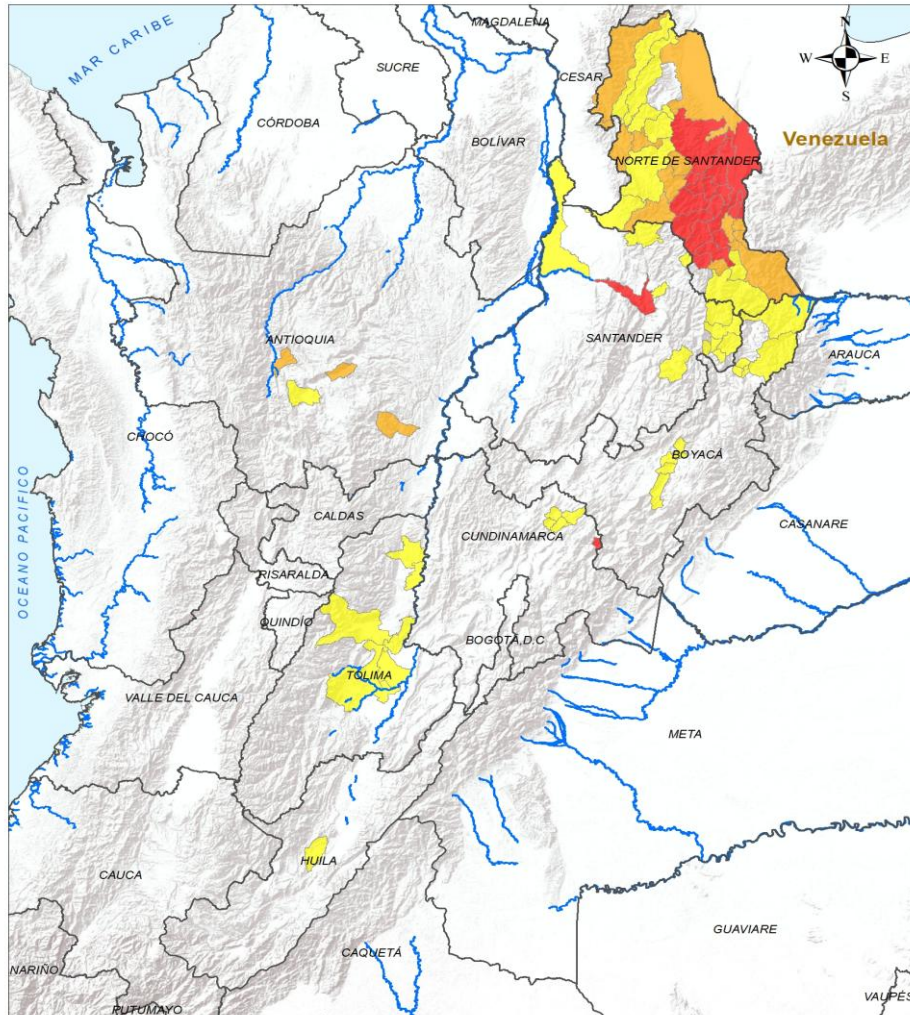 MAGDALENA
MAR CARIBE
N
SUCRE
CESAR
W
E
S
CÓRDOBA
BOLÍVAR
Venezuela
NORTE DE SANTANDER
ANTIOQUIA
SANTANDER
ARAUCA
CHOCÓ
BOYACÁ
OCEANO PACIFICO
CALDAS
CUNDINAMARCA
CASANARE
RISARALDA
QUINDÍO
BOGOTÁ,D.C
TOLIMA
VALLE DEL CAUCA
META
HUILA
CAUCA
GUAVIARE
CAQUETÁ
NARIÑO
PUTUMAYO
VAUPÉS